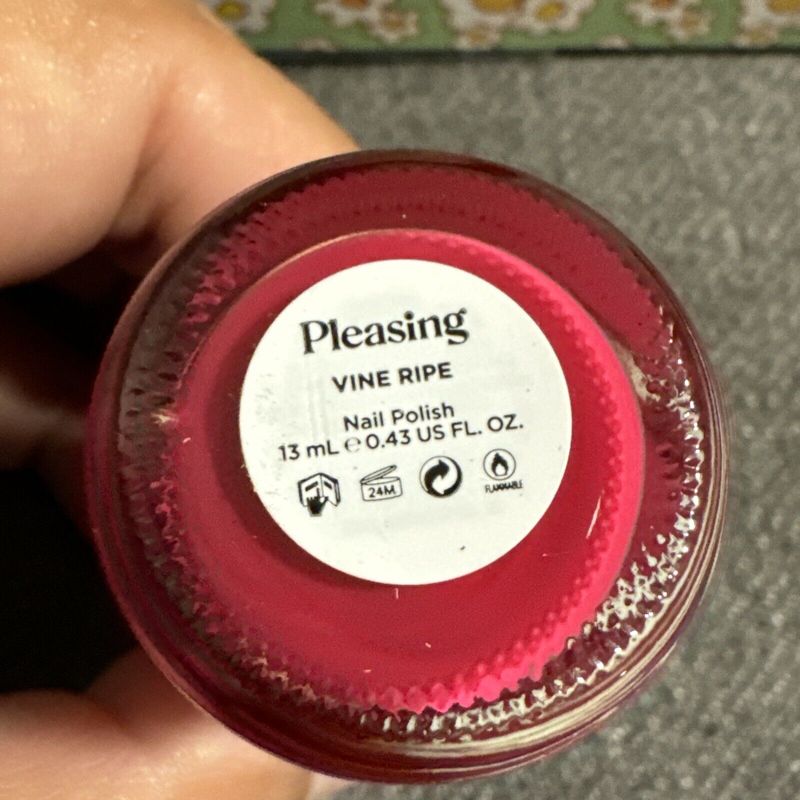 Pleasing
VINE RIPE
Nail Polish
13 mL ℮ 0.43 US FL. OZ.
24M
FLAMMABLE